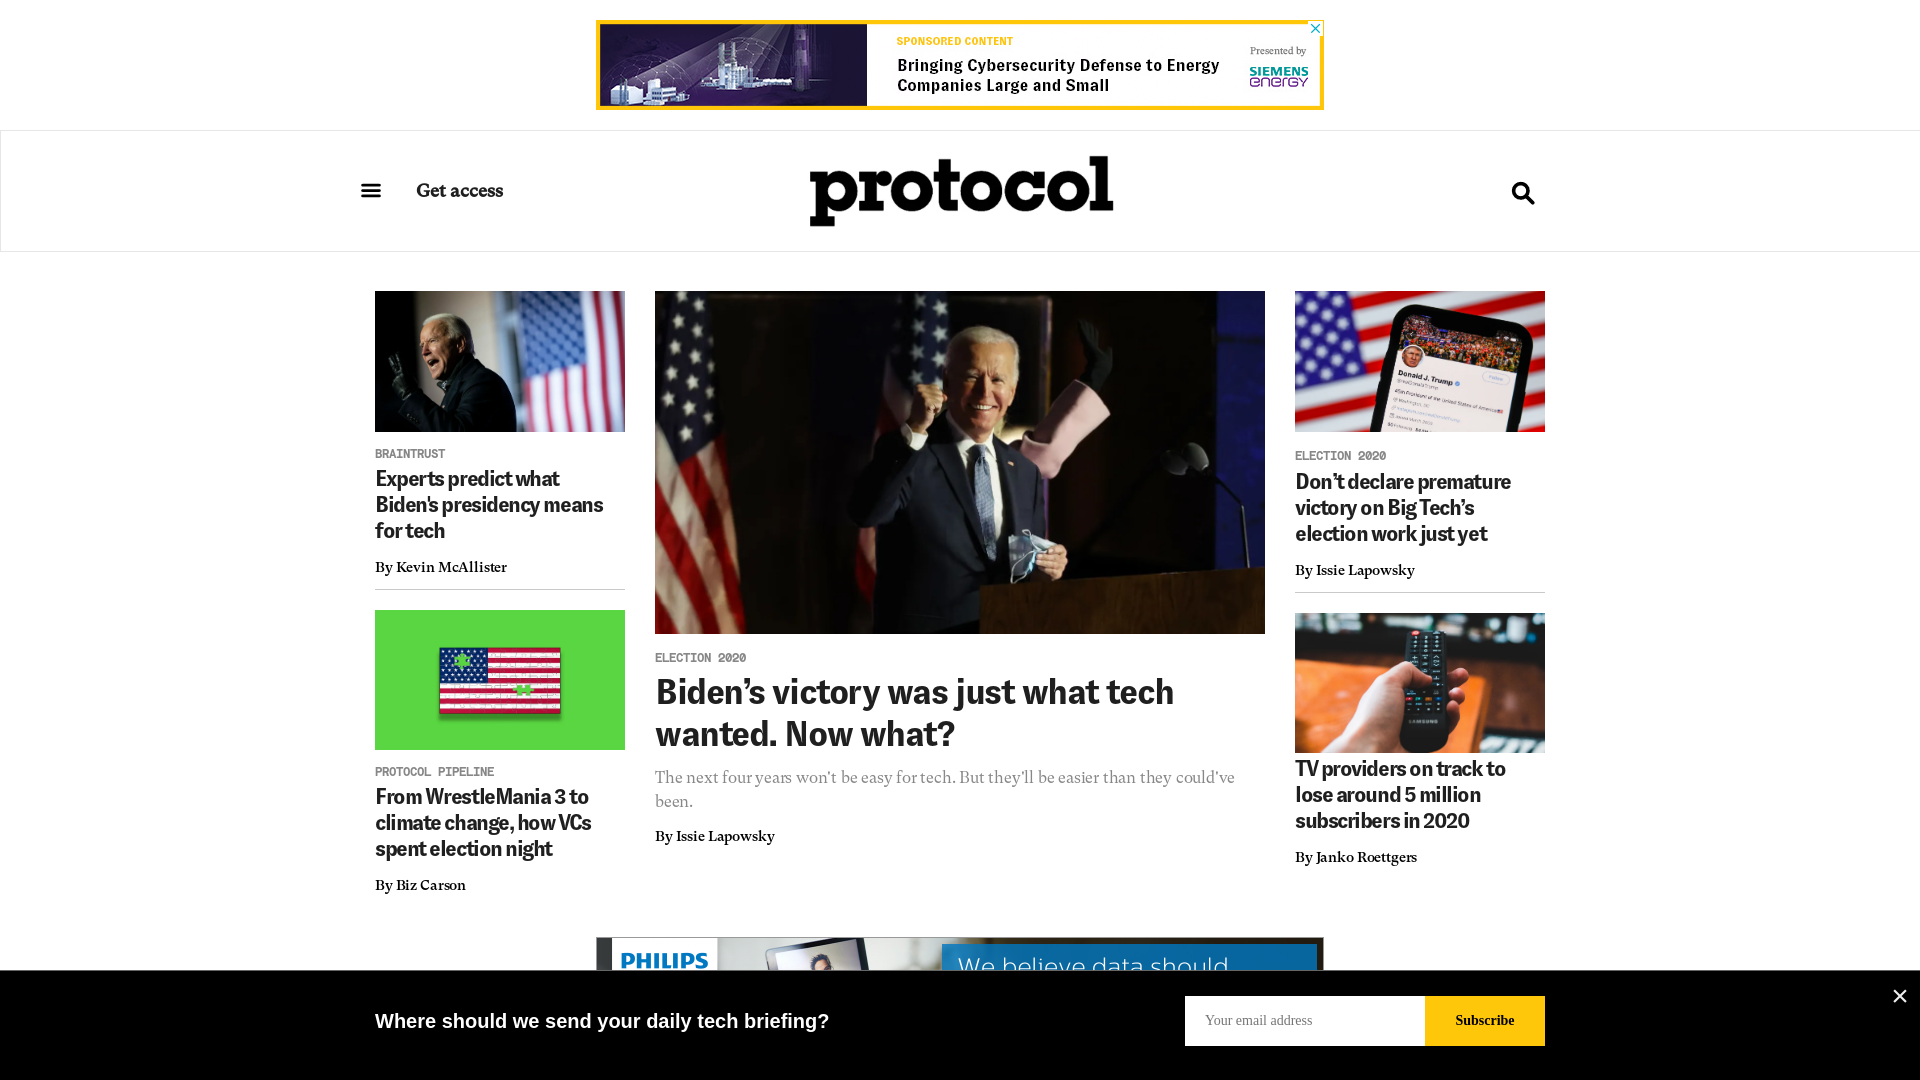 SPONSORED CONTENT
Bringing Cybersecurity Defense to Energy
Companies Large and Small
Presented by
SIEMENS
energy
Get access
protocol
BRAINTRUST
Experts predict what
Biden's presidency means
for tech
By Kevin McAllister
PROTOCOL PIPELINE
From WrestleMania 3 to
climate change, how VCs
spent election night
By Biz Carson
ELECTION 2020
Biden’s victory was just what tech
wanted. Now what?
The next four years won't be easy for tech. But they'll be easier than they could've
been.
By Issie Lapowsky
Donald J. Trump
ELECTION 2020
Don’t declare premature
victory on Big Tech’s
election work just yet
By Issie Lapowsky
SAMSUNG
TV providers on track to
lose around 5 million
subscribers in 2020
By Janko Roettgers
PHILIPS
We believe data should
Where should we send your daily tech briefing?
Your email address
Subscribe